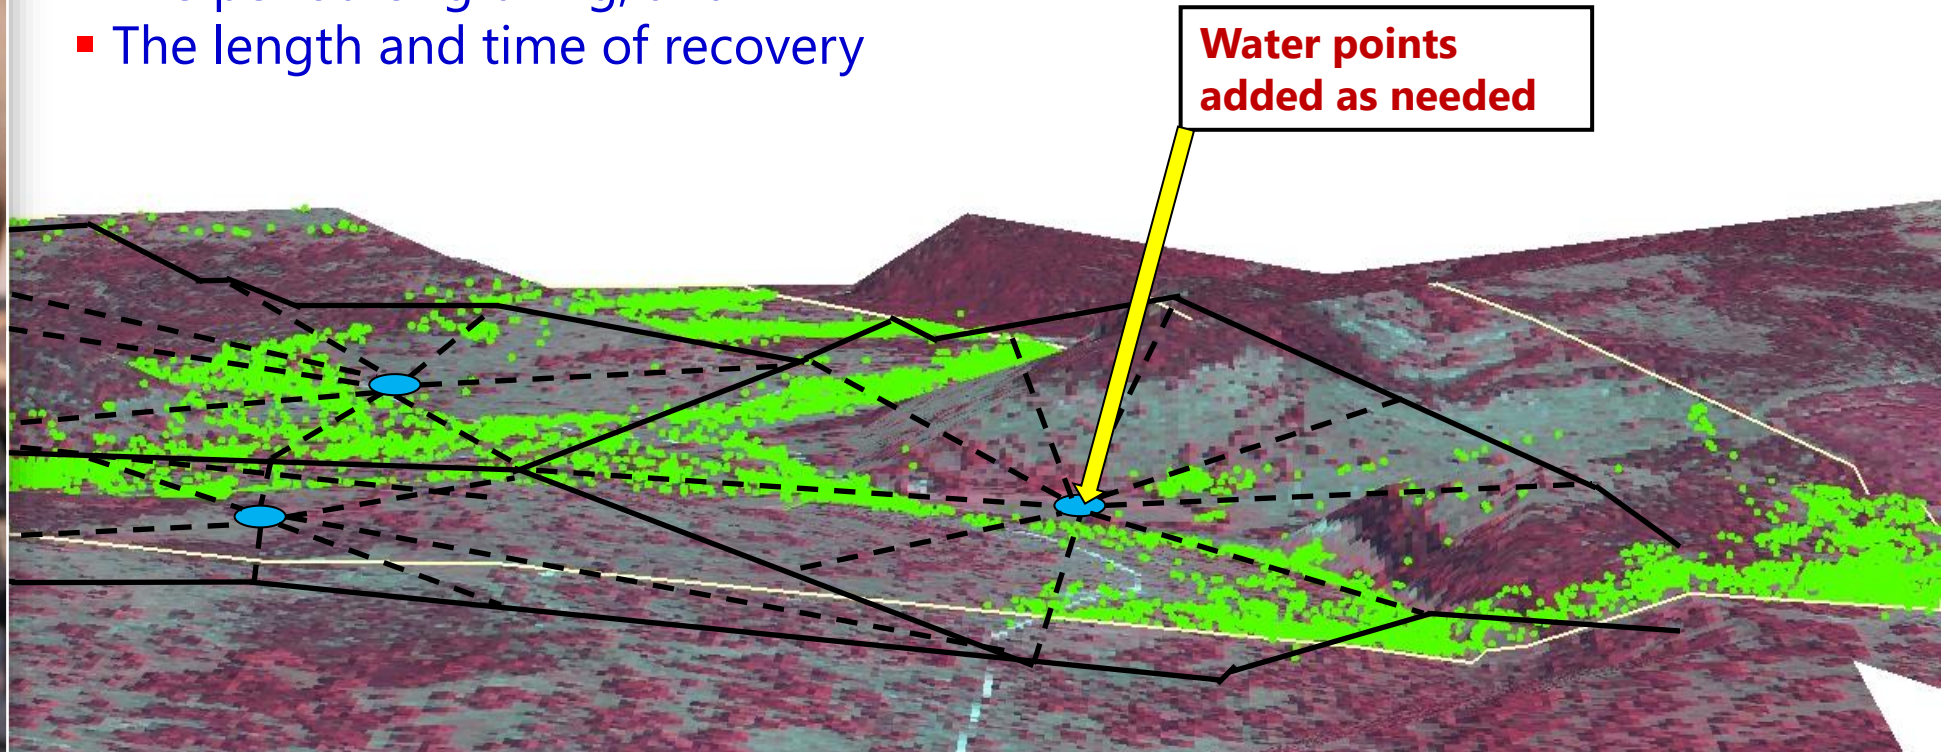 The length and time of recovery
Water points
added as needed